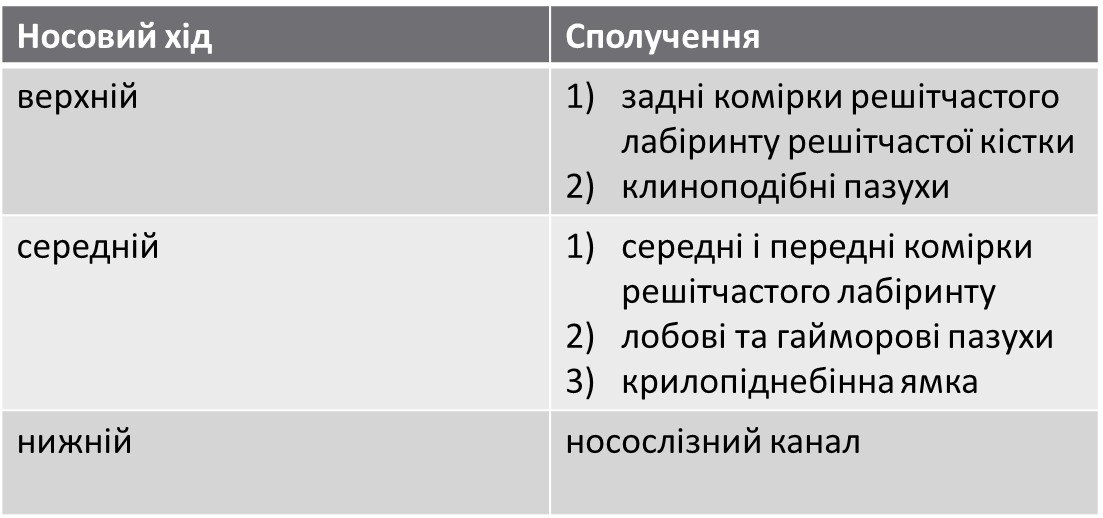 Носовий хід
Сполучення
верхній
1) задні комірки решітчастого
лабіринту решітчастої кістки
2) клиноподібні пазухи
середній
1) середні і передні комірки
решітчастого лабіринту
2) лобові та гайморові пазухи
3) крилопіднебінна ямка
нижній
носослізний канал